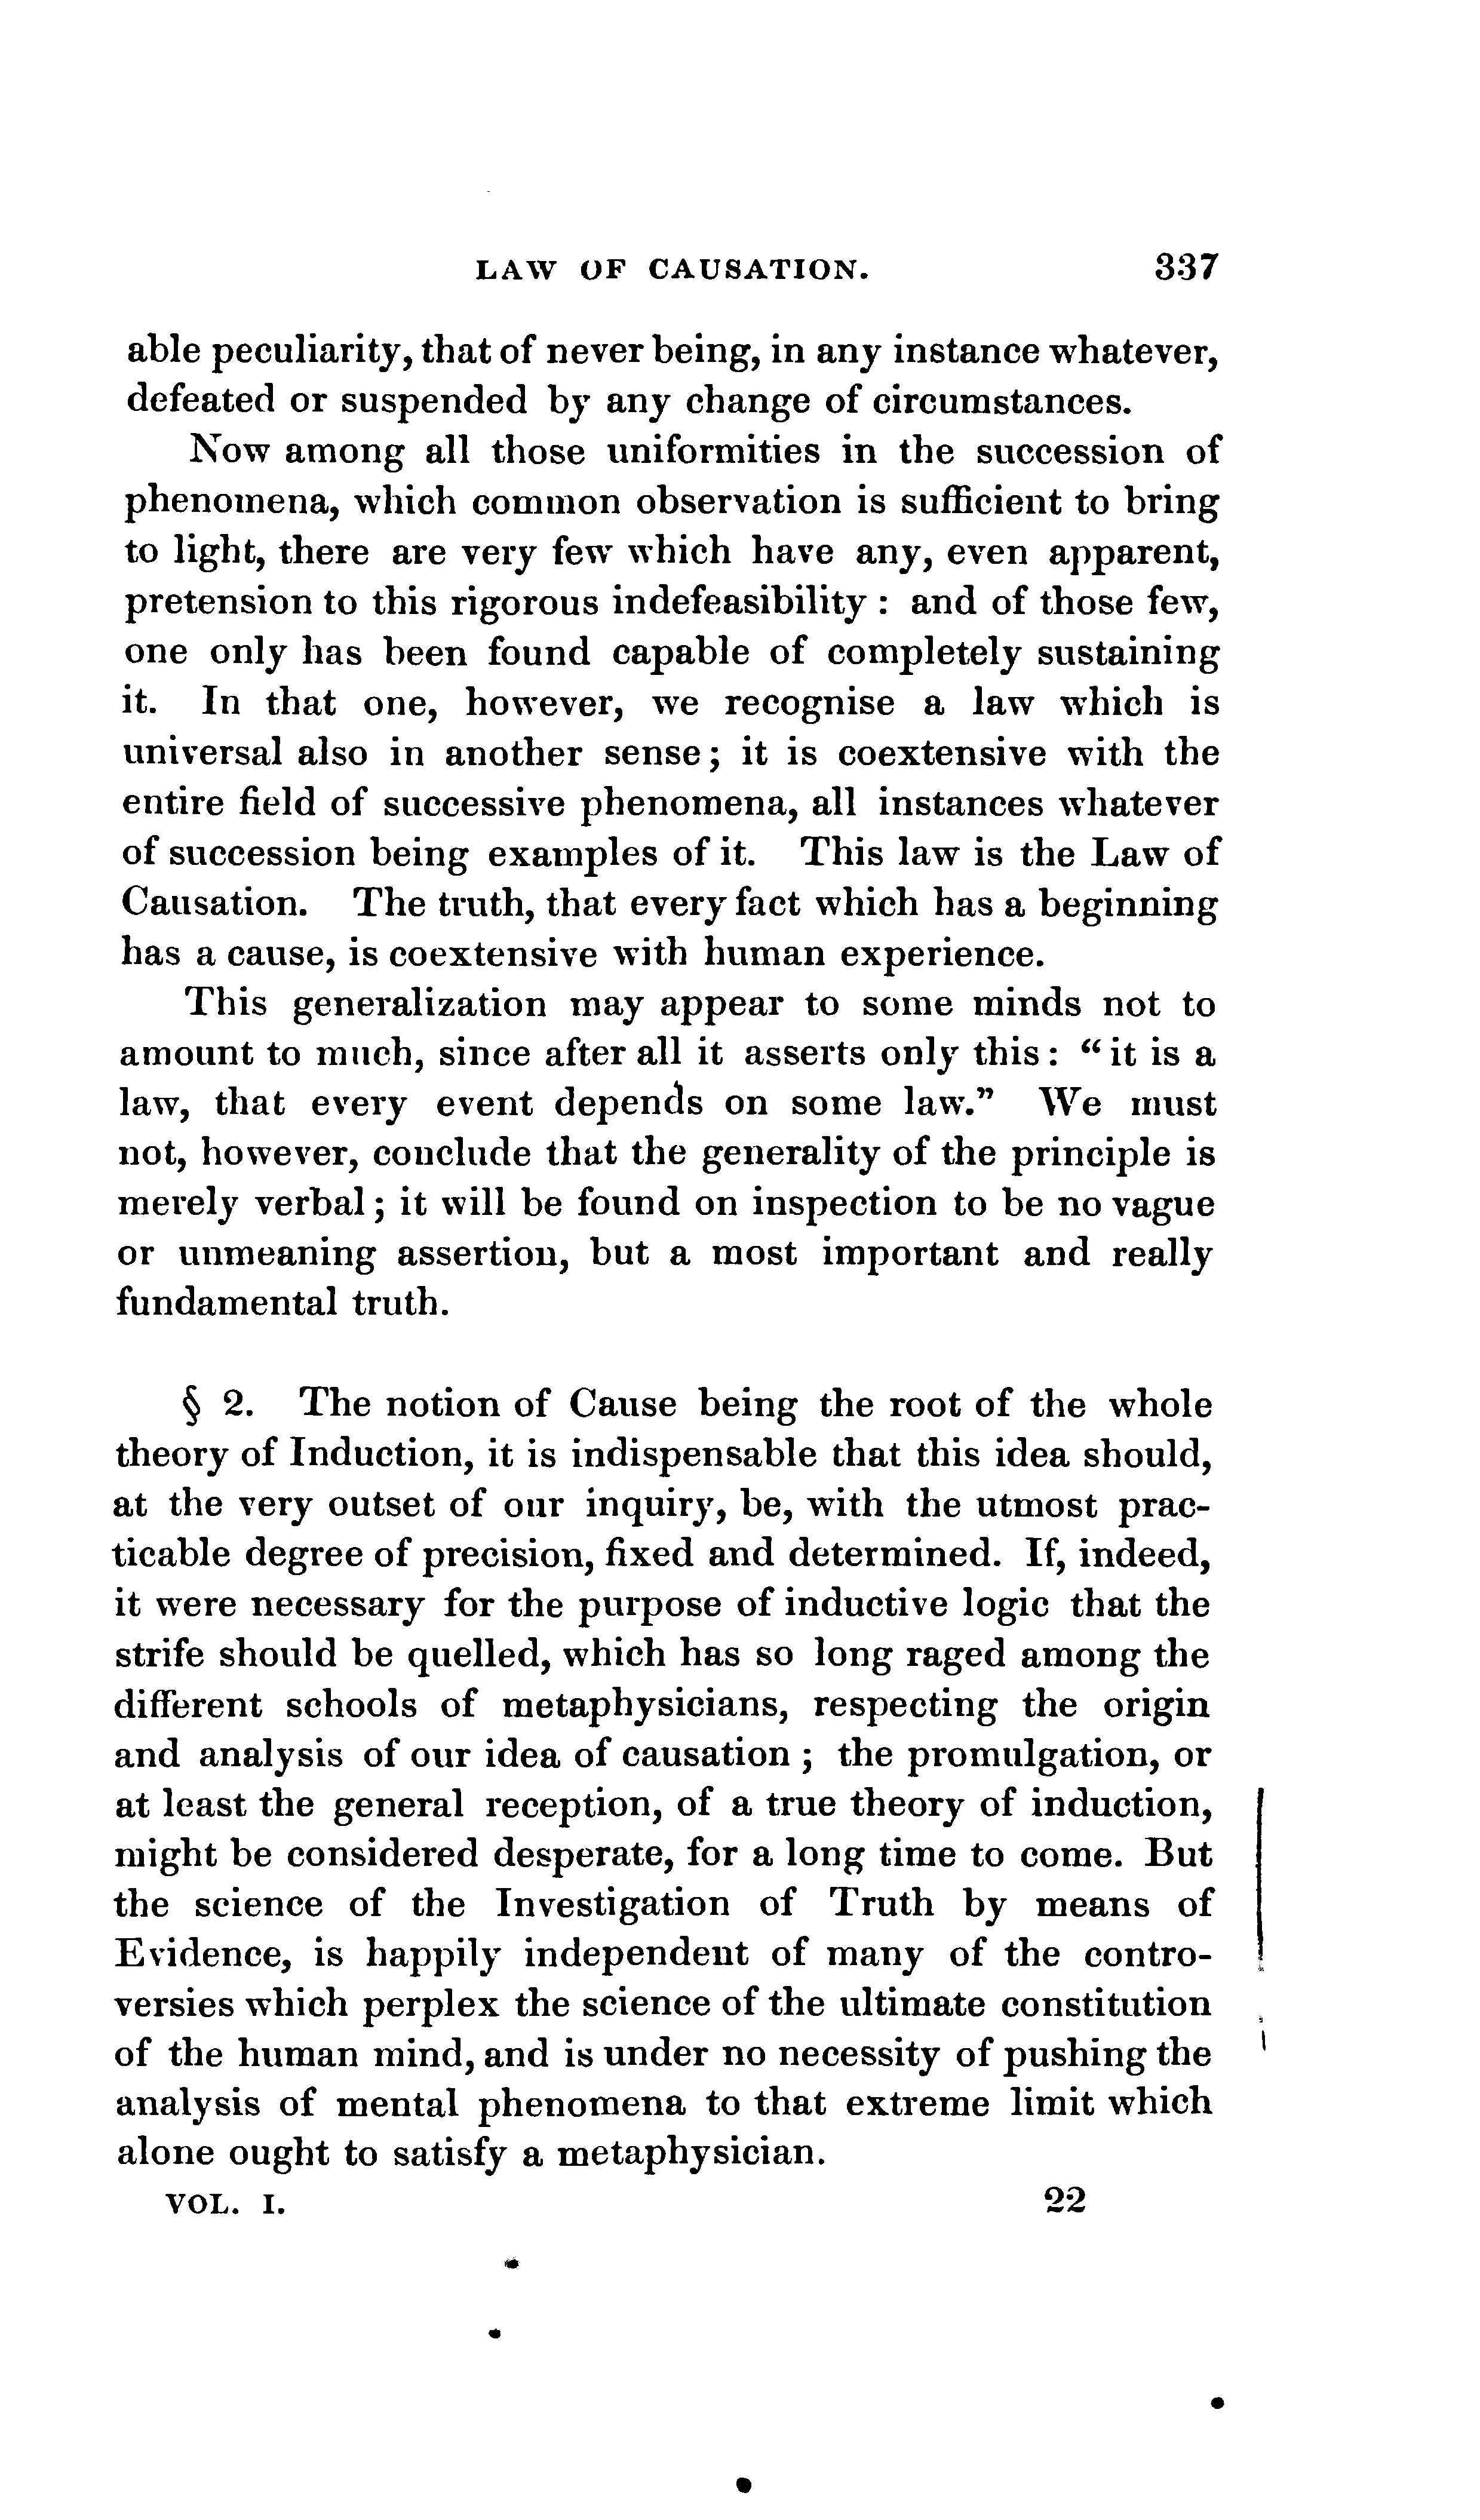 LAW OF CAUSATION. 337
able peculiarity, that of never being, in any instance whatever,
defeated or suspended by any change of circumstances.
Now among all those uniformities in the succession of
phenomena, which common observation is sufficient to bring
to light, there are very few which have any, even apparent,
pretension to this rigorous indefeasibility : and of those few,
one only has been found capable of completely sustaining
it. In that one, however, we recognise a law which is
universal also in another sense; it is coextensive with the
entire field of successive phenomena, all instances whatever
of succession being examples of it. This law is the Law of
Causation. The truth, that every fact which has a beginning
has a cause, is coextensive with human experience.
This generalization may appear to some minds not to
amount to much, since after all it asserts only this : “it is a
law, that every event depends on some law.” We must
not, however, conclude that the generality of the principle is
merely verbal; it will be found on inspection to be no vague
or unmeaning assertion, but a most important and really
fundamental truth.
§ 2. The notion of Cause being the root of the whole
theory of Induction, it is indispensable that this idea should,
at the very outset of our inquiry, be, with the utmost prac-
ticable degree of precision, fixed and determined. If, indeed,
it were necessary for the purpose of inductive logic that the
strife should be quelled, which has so long raged among the
different schools of metaphysicians, respecting the origin
and analysis of our idea of causation ; the promulgation, or
at least the general reception, of a true theory of induction,
might be considered desperate, for a long time to come. But
the science of the Investigation of Truth by means of
Evidence, is happily independent of many of the contro-
versies which perplex the science of the ultimate constitution
of the human mind, and is under no necessity of pushing the
analysis of mental phenomena to that extreme limit which
alone ought to satisfy a metaphysician.
VOL. I. 22